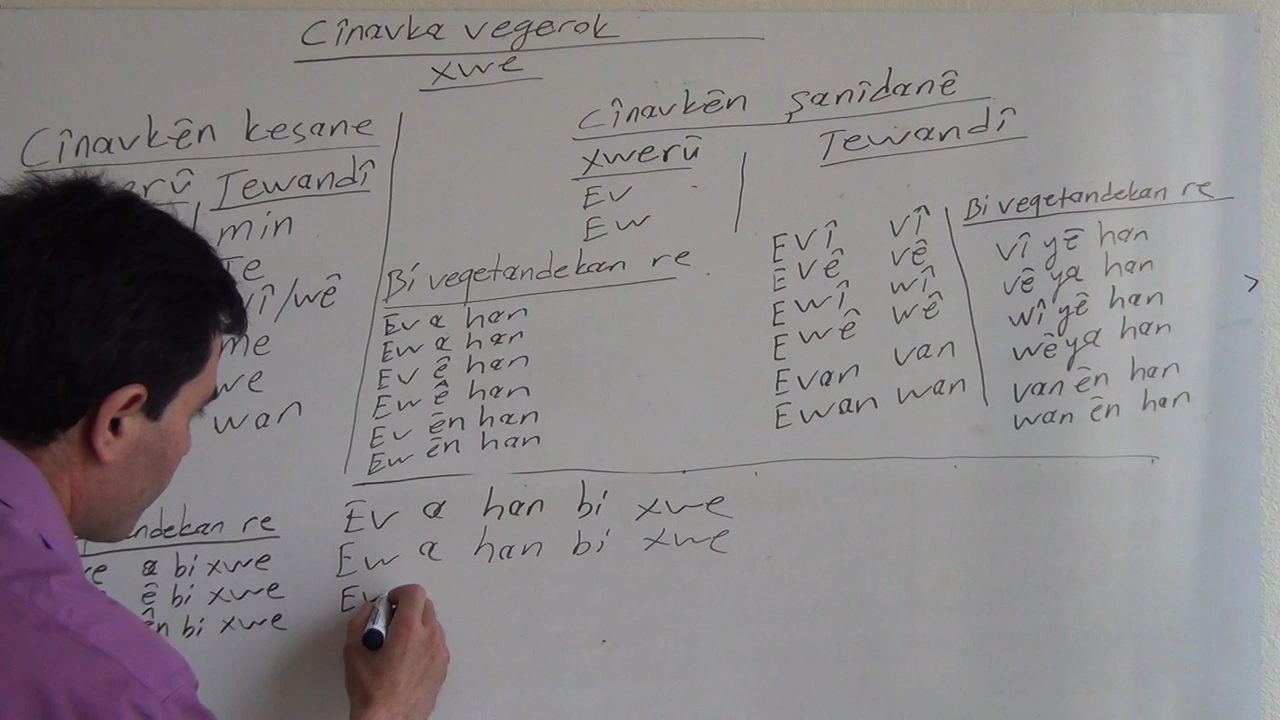 Cînavka vegerok
xwe
Cînavkên kesane
Tewandî
min
Te
wî/wê
me
we
wan
Cînavkên şanîdanê
xwerû
Ev
Ew
Tewandî
Evî vî
Evê vê
Ewî wî
Ewê wê
Evan van
Ewan wan
Bi veqetandekan re
vî yê han
vê ya han
wî yê han
wê ya han
van ên han
wan ên han
Bi veqetandekan re
Ev a han
Ew a han
Ev ê han
Ew ê han
Ev ên han
Ew ên han
a bi xwe
ê bi xwe
ên bi xwe
Ev a han bi xwe
Ew a han bi xwe